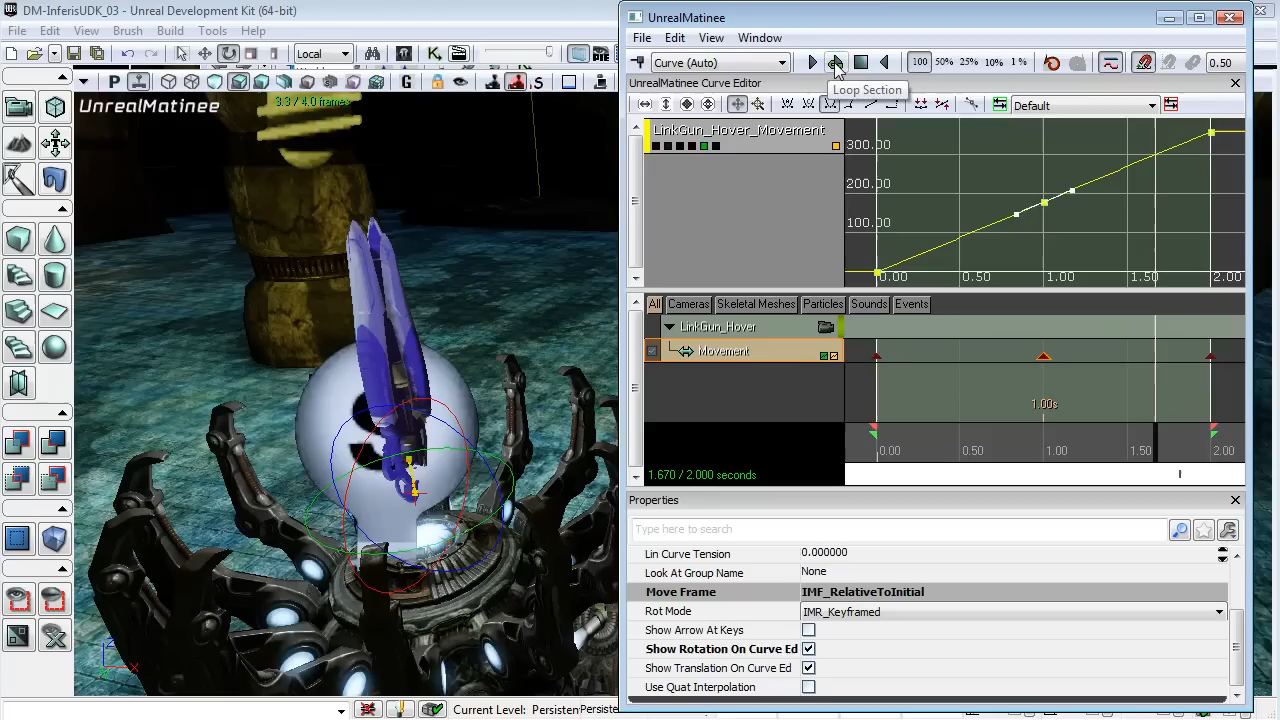 DM-InferisUDK_03 - Unreal Development Kit (64-bit)
File Edit View Brush Build Tools Help
Local
P
S
UnrealMatinee
3.3 / 4.0 frames
Current Level: Persisten
Persiste
UnrealMatinee
File Edit View Window
Curve (Auto)
100 50% 25% 10% 1%
0.50
Loop Section
UnrealMatinee Curve Editor
Default
LinkGun_Hover_Movement
300.00
200.00
100.00
0.00 0.50 1.00 1.50 2.00
All Cameras Skeletal Meshes Particles Sounds Events
LinkGun_Hover
Movement
1.00s
0.00 0.50 1.00 1.50 2.00
1.670 / 2.000 seconds
Properties
Type here to search
Lin Curve Tension 0.000000
Look At Group Name None
Move Frame IMF_RelativeToInitial
Rot Mode IMR_Keyframed
Show Arrow At Keys
Show Rotation On Curve Ed
Show Translation On Curve Ed
Use Quat Interpolation